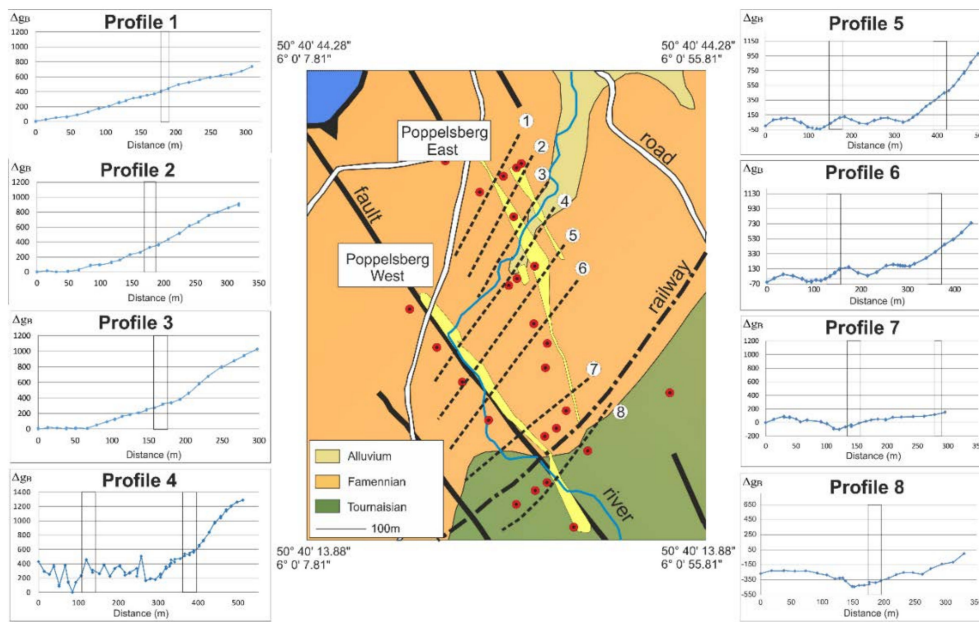 Profile 1
ΔgB
1200
1000
800
600
400
200
0
0 50 100 150 200 250 300 350
Distance (m)
Profile 2
ΔgB
1200
1000
800
600
400
200
0
0 50 100 150 200 250 300 350
Distance (m)
Profile 3
ΔgB
1200
1000
800
600
400
200
0
0 50 100 150 200 250 300
Distance (m)
Profile 4
ΔgB
1400
1200
1000
800
600
400
200
0
0 100 200 300 400 500
Distance (m)
50 40' 44.28"
6 0' 7.81"
50 40' 44.28"
6 0' 55.81"
Poppelsberg
East
Poppelsberg
West
fault
road
railway
river
1
2
3
4
5
6
7
8
Alluvium
Famennian
Tournaisian
100m
50 40' 13.88"
6 0' 7.81"
50 40' 13.88"
6 0' 55.81"
Profile 5
ΔgB
1150
950
750
550
350
150
-50
0 100 200 300 400
Distance (m)
Profile 6
ΔgB
1130
930
730
530
330
130
-70
0 100 200 300 400
Distance (m)
Profile 7
ΔgB
1200
1000
800
600
400
200
0
-200
0 50 100 150 200 250 300
Distance (m)
Profile 8
ΔgB
650
450
250
50
-150
-350
-550
0 50 100 150 200 250 300
Distance (m)